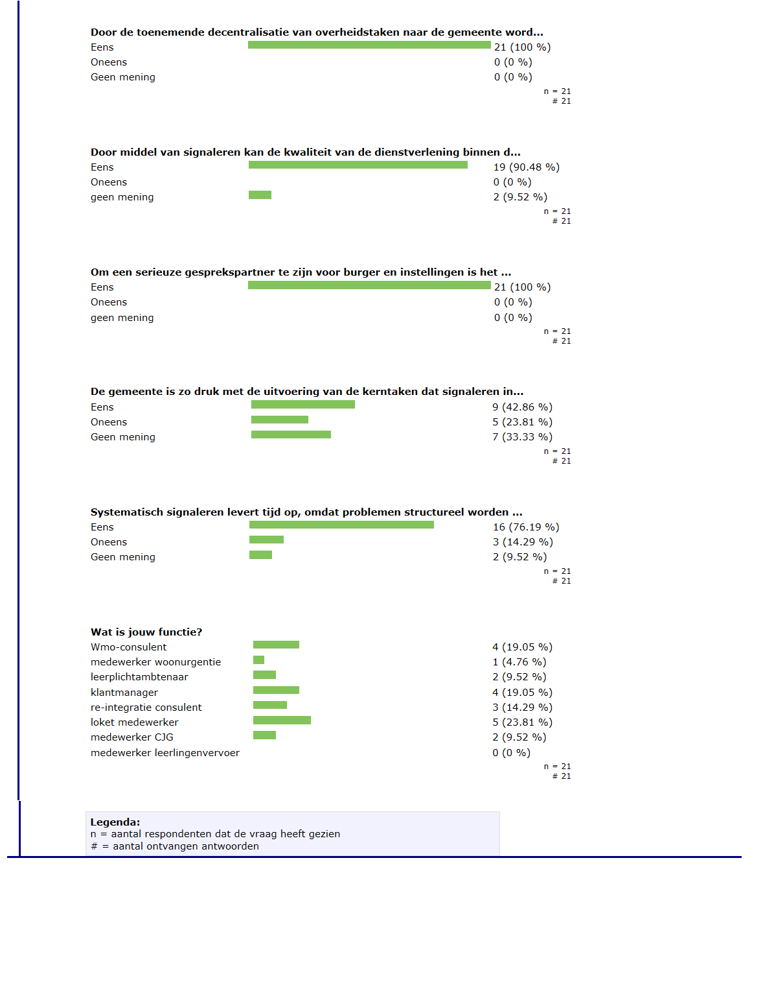 Door de toenemende decentralisatie van overheidstaken naar de gemeente word...
Eens 21 (100 %)
Oneens 0 (0 %)
Geen mening 0 (0 %)
n = 21
# 21
Door middel van signaleren kan de kwaliteit van de dienstverlening binnen d...
Eens 19 (90.48 %)
Oneens 0 (0 %)
geen mening 2 (9.52 %)
n = 21
# 21
Om een serieuze gesprekspartner te zijn voor burger en instellingen is het ...
Eens 21 (100 %)
Oneens 0 (0 %)
geen mening 0 (0 %)
n = 21
# 21
De gemeente is zo druk met de uitvoering van de kerntaken dat signaleren in...
Eens 9 (42.86 %)
Oneens 5 (23.81 %)
Geen mening 7 (33.33 %)
n = 21
# 21
Systematisch signaleren levert tijd op, omdat problemen structureel worden ...
Eens 16 (76.19 %)
Oneens 3 (14.29 %)
Geen mening 2 (9.52 %)
n = 21
# 21
Wat is jouw functie?
Wmo-consulent 4 (19.05 %)
medewerker woonurgentie 1 (4.76 %)
leerplichtambtenaar 2 (9.52 %)
klantmanager 4 (19.05 %)
re-integratie consulent 3 (14.29 %)
loket medewerker 5 (23.81 %)
medewerker CJG 2 (9.52 %)
medewerker leerlingenvervoer 0 (0 %)
n = 21
# 21
Legenda:
n = aantal respondenten dat de vraag heeft gezien
# = aantal ontvangen antwoorden